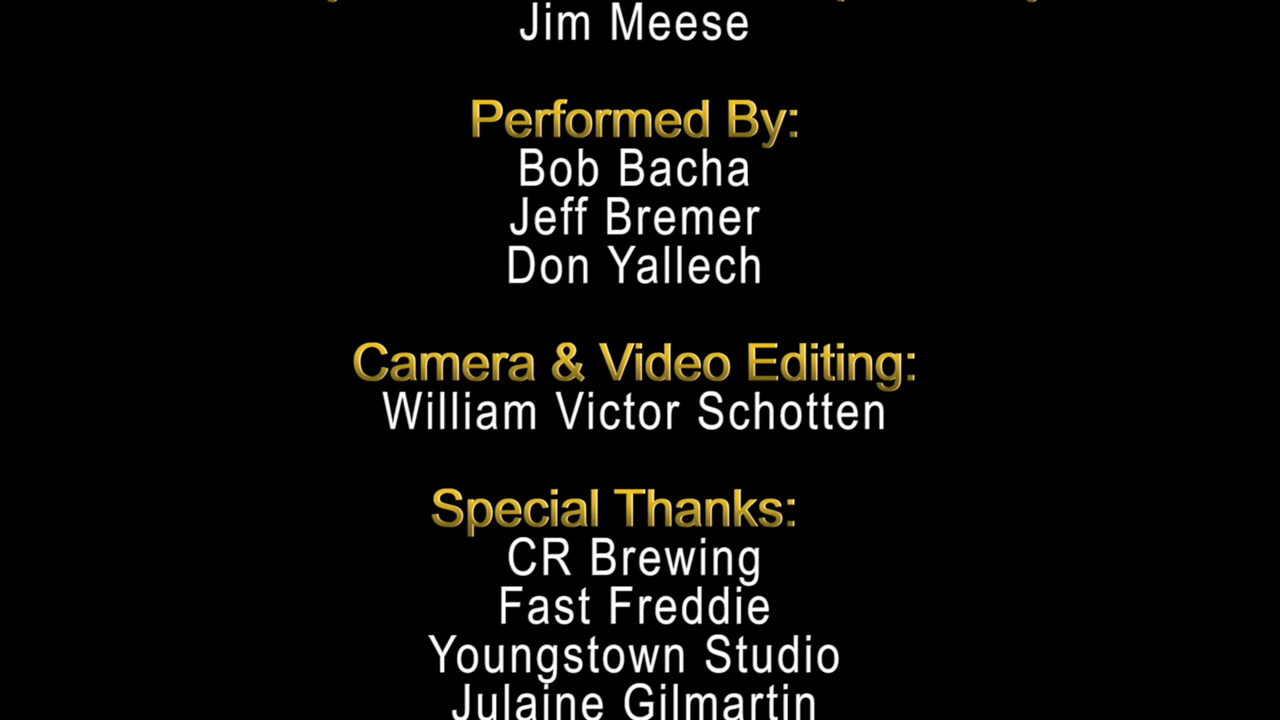 Jim Meese
Performed By:
Bob Bacha
Jeff Bremer
Don Yallech
Camera & Video Editing:
William Victor Schotten
Special Thanks:
CR Brewing
Fast Freddie
Youngstown Studio
Julaine Gilmartin